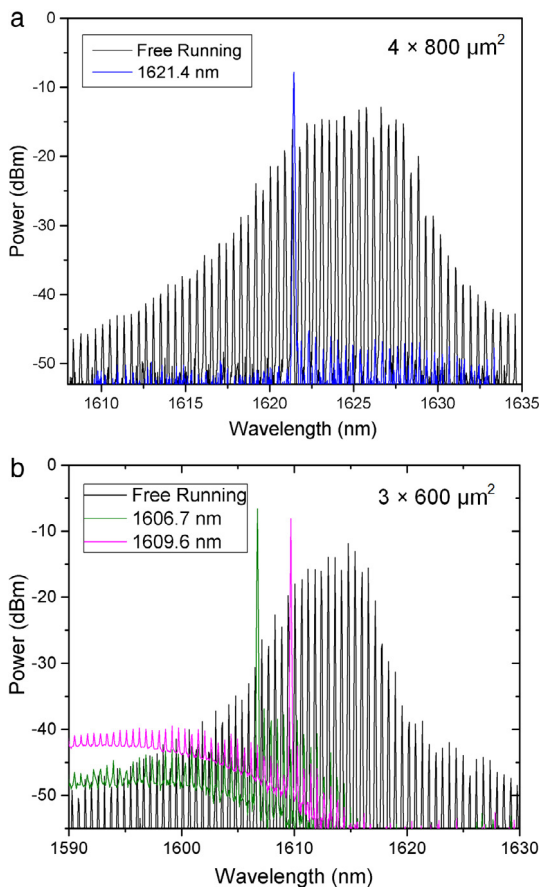 a
0
Free Running
1621.4 nm
4 × 800 µm²
-10
-20
-30
-40
-50
Power (dBm)
1610 1615 1620 1625 1630 1635
Wavelength (nm)
b
0
Free Running
1606.7 nm
1609.6 nm
3 × 600 µm²
-10
-20
-30
-40
-50
Power (dBm)
1590 1600 1610 1620 1630
Wavelength (nm)